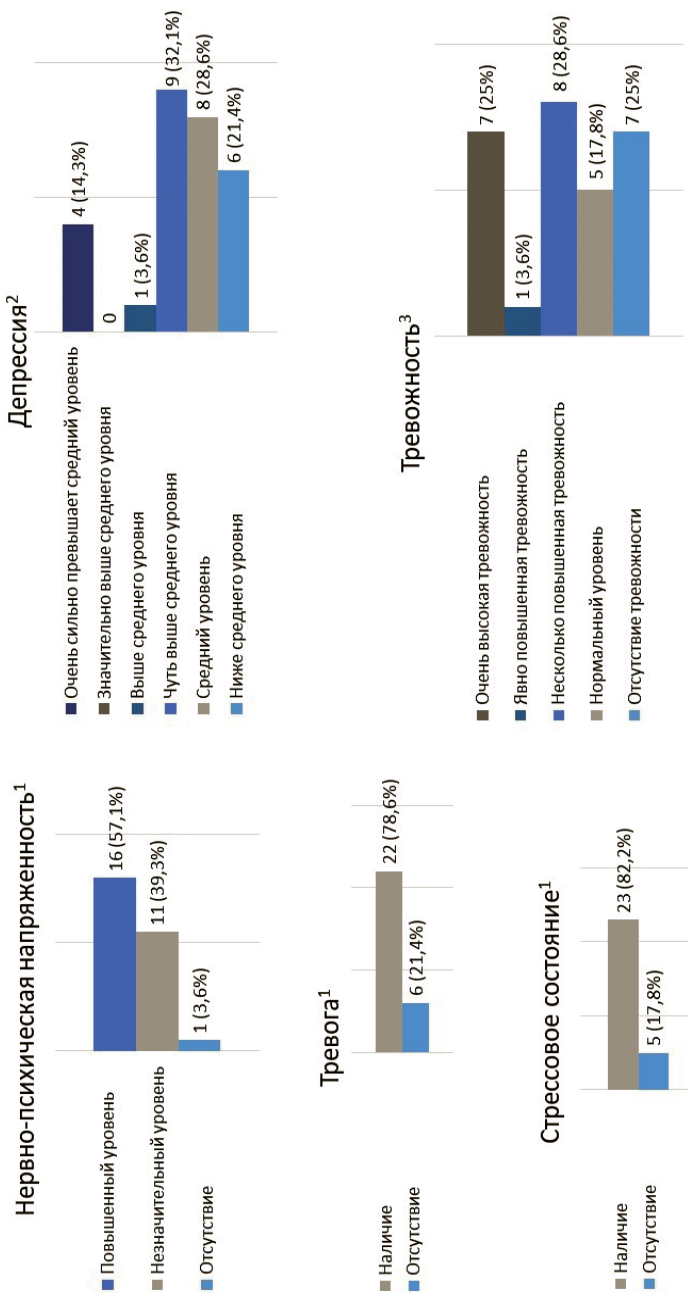 Нервно-психическая напряженность1
Повышенный уровень
Незначительный уровень
Отсутствие
16 (57,1%)
11 (39,3%)
1 (3,6%)
Депрессия2
Очень сильно превышает средний уровень
Значительно выше среднего уровня
Выше среднего уровня
Чуть выше среднего уровня
Средний уровень
Ниже среднего уровня
4 (14,3%)
0
1 (3,6%)
9 (32,1%)
8 (28,6%)
6 (21,4%)
Тревога1
Наличие
Отсутствие
22 (78,6%)
6 (21,4%)
Тревожность3
Очень высокая тревожность
Явно повышенная тревожность
Несколько повышенная тревожность
Нормальный уровень
Отсутствие тревожности
7 (25%)
1 (3,6%)
8 (28,6%)
5 (17,8%)
7 (25%)
Стрессовое состояние1
Наличие
Отсутствие
23 (82,2%)
5 (17,8%)